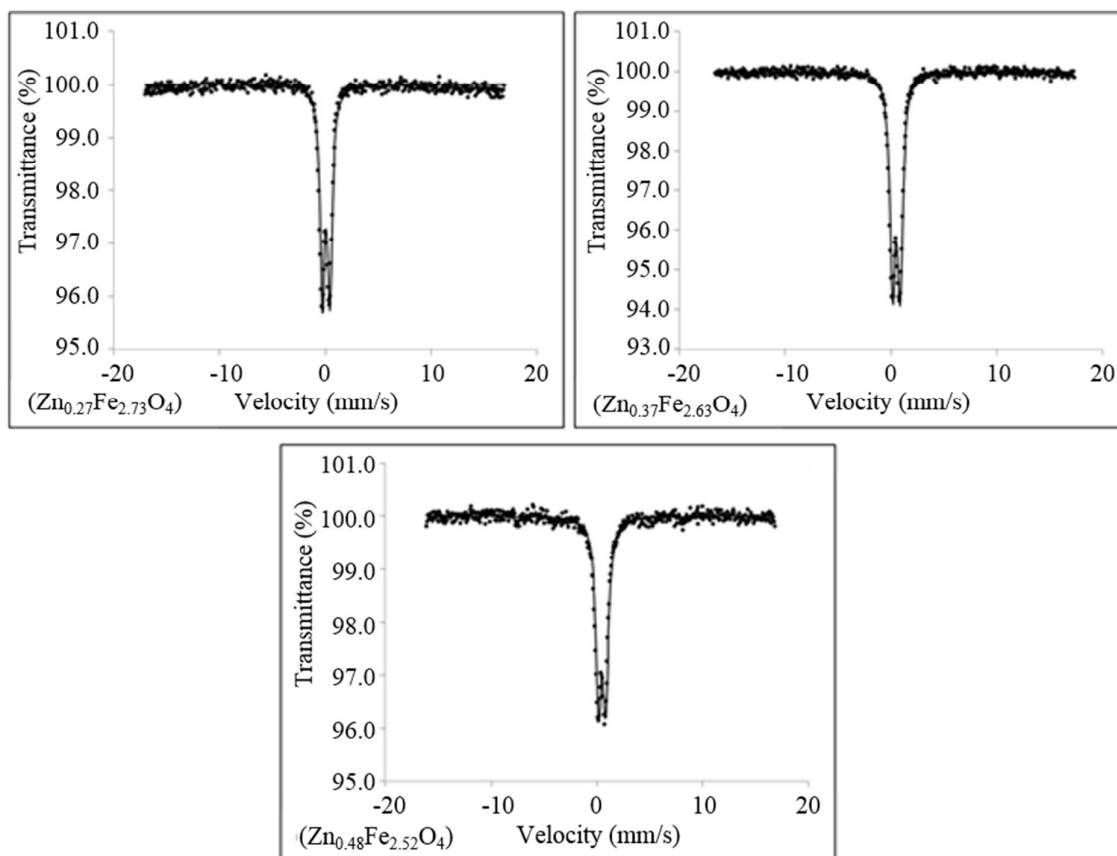 101.0
100.0
99.0
98.0
97.0
96.0
95.0
Transmittance (%)
-20 -10 0 10 20
(Zn0.27Fe2.73O4) Velocity (mm/s)
101.0
100.0
99.0
98.0
97.0
96.0
95.0
94.0
93.0
Transmittance (%)
-20 -10 0 10 20
(Zn0.37Fe2.63O4) Velocity (mm/s)
101.0
100.0
99.0
98.0
97.0
96.0
95.0
Transmittance (%)
-20 -10 0 10 20
(Zn0.48Fe2.52O4) Velocity (mm/s)